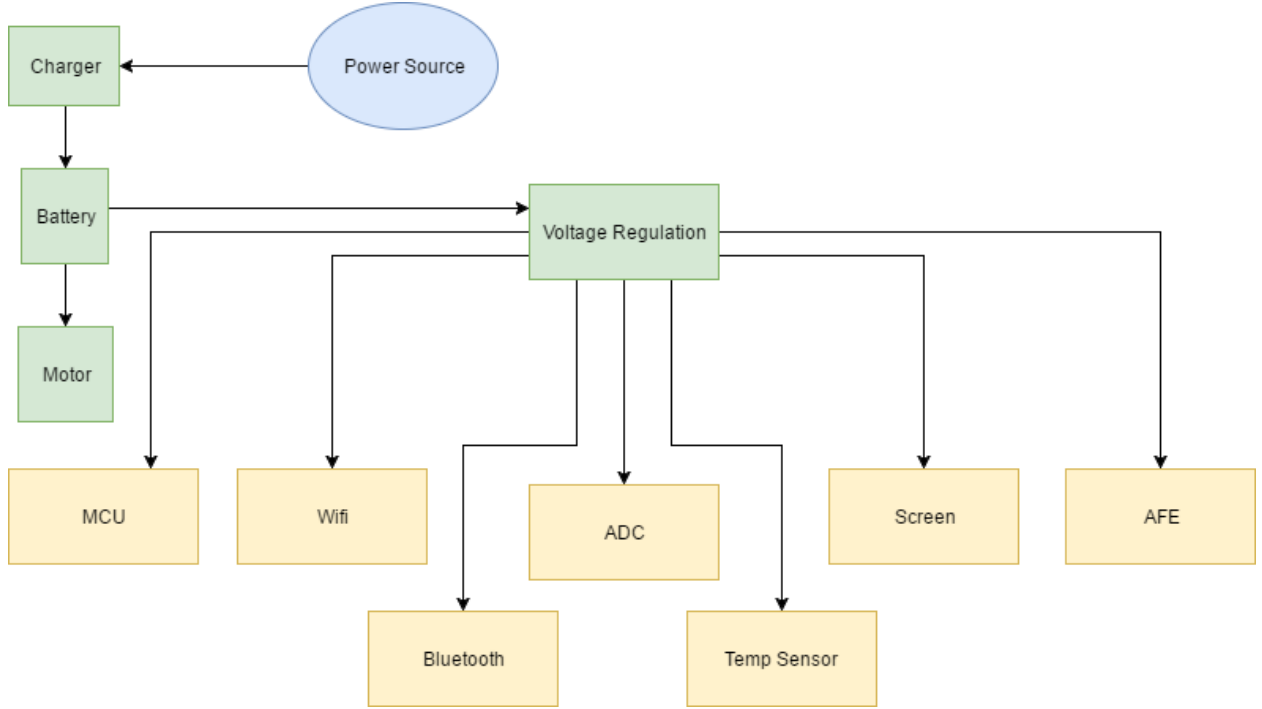 Charger
Power Source
Battery
Voltage Regulation
Motor
MCU
Wifi
ADC
Screen
AFE
Bluetooth
Temp Sensor